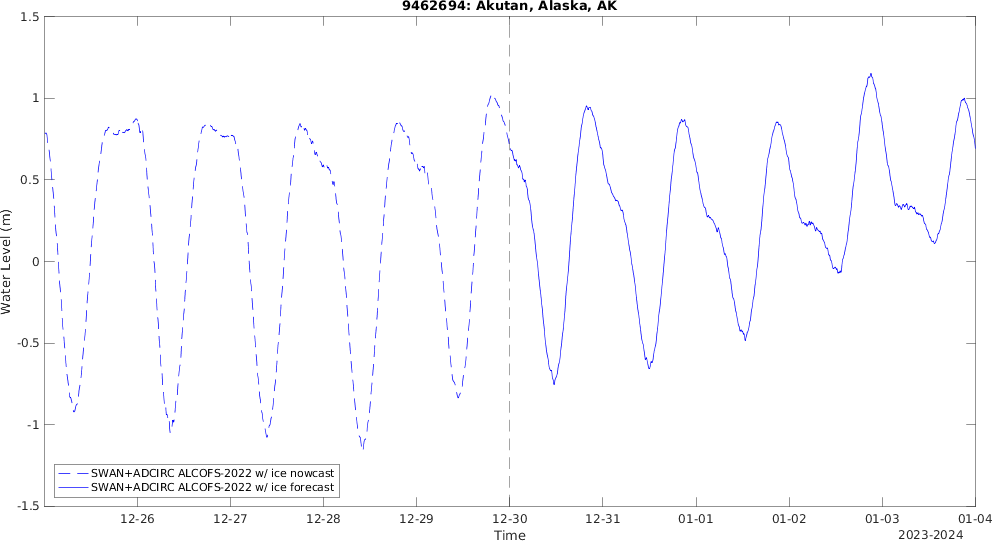 9462694: Akutan, Alaska, AK
Water Level (m)
1.5
1
0.5
0
-0.5
-1
-1.5
SWAN+ADCIRC ALCOFS-2022 w/ ice nowcast
SWAN+ADCIRC ALCOFS-2022 w/ ice forecast
12-26 12-27 12-28 12-29 12-30 12-31 01-01 01-02 01-03 01-04
Time
2023-2024